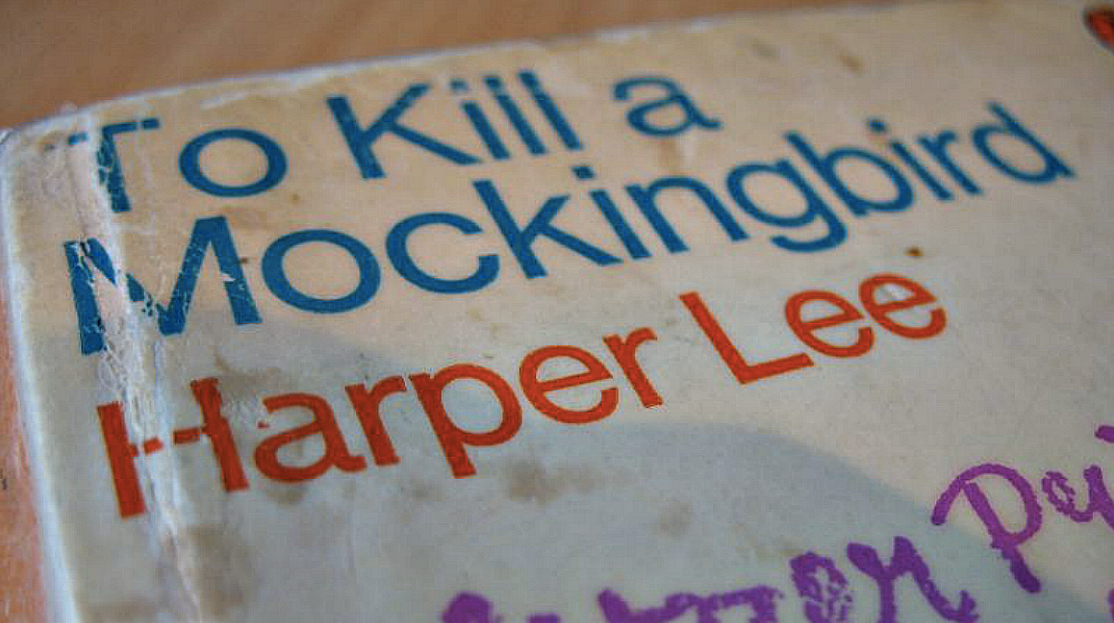 To Kill a
Mockingbird
Harper Lee